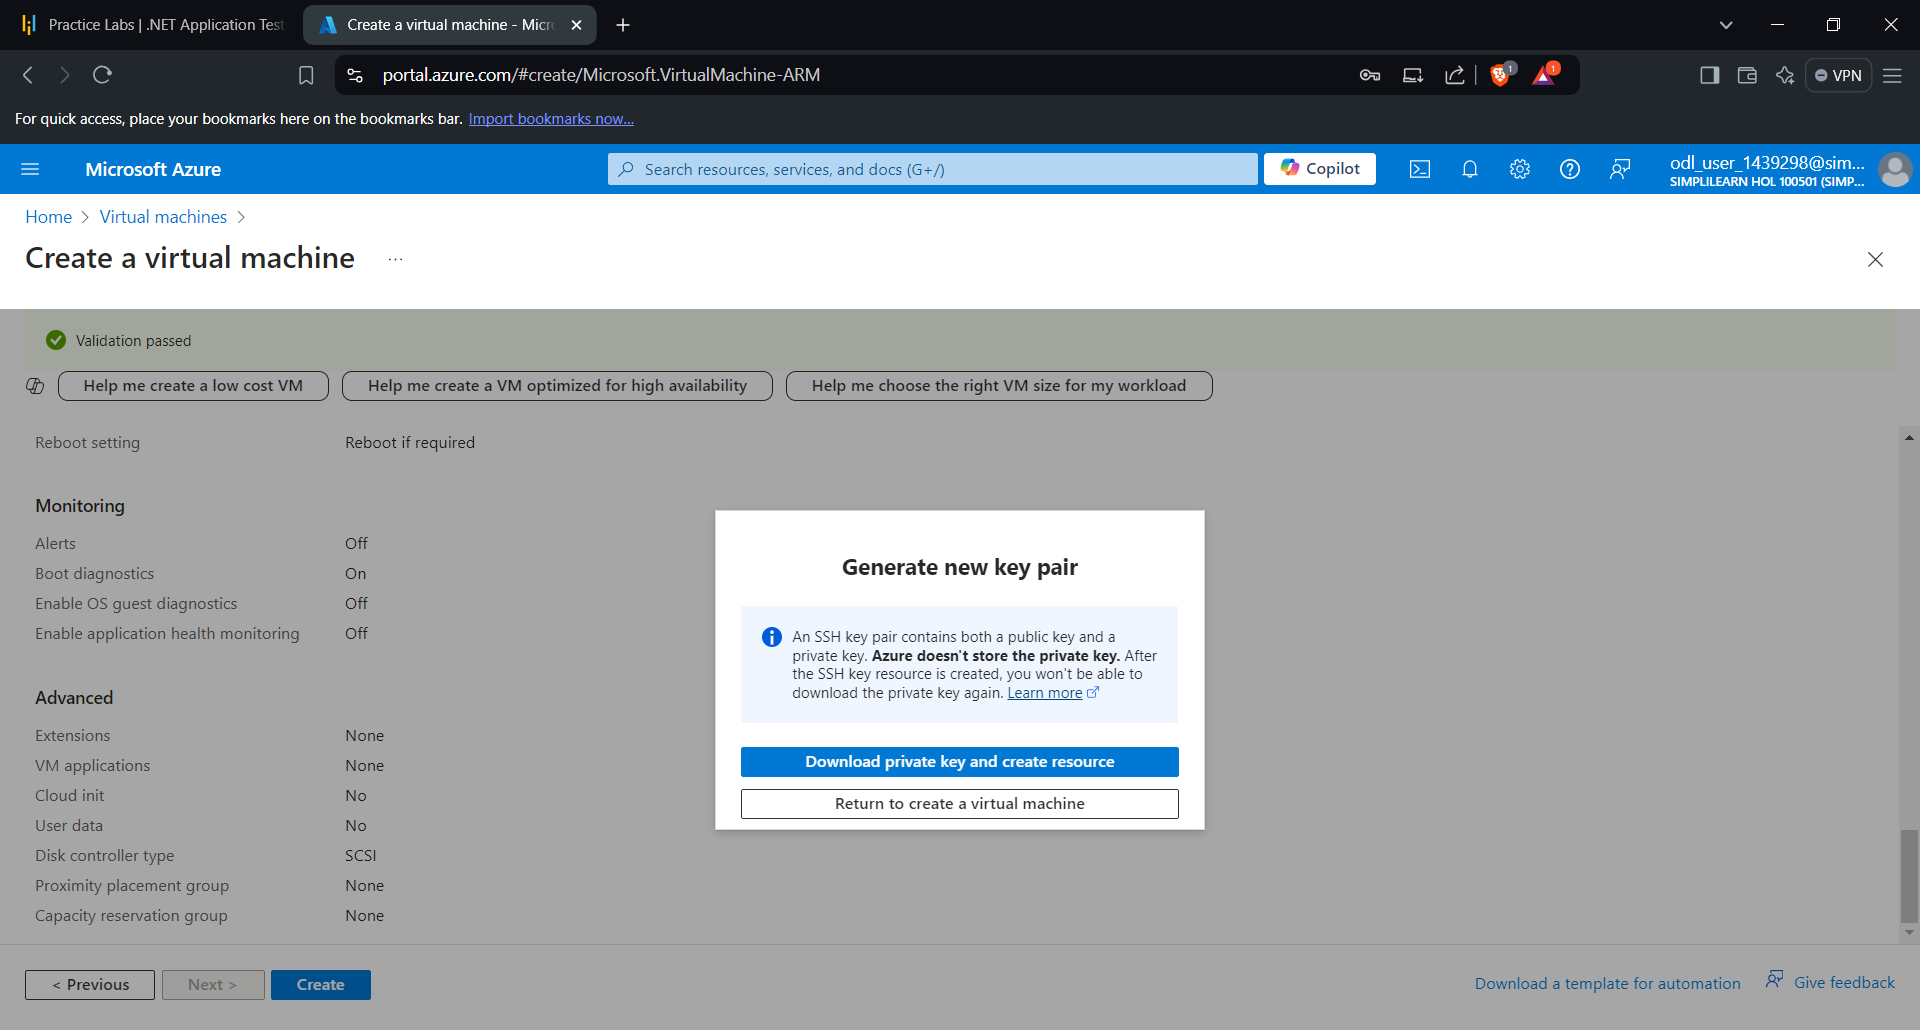 Practice Labs | .NET Application Test
Create a virtual machine - Micro
portal.azure.com/#create/Microsoft.VirtualMachine-ARM
1
1
VPN
For quick access, place your bookmarks here on the bookmarks bar. Import bookmarks now...
Microsoft Azure
Search resources, services, and docs (G+/)
Copilot
odl_user_1439298@sim...
SIMPLILEARN HOL 100501 (SIMP...
Home > Virtual machines >
Create a virtual machine ...
Validation passed
Help me create a low cost VM
Help me create a VM optimized for high availability
Help me choose the right VM size for my workload
Reboot setting Reboot if required
Monitoring
Alerts Off
Boot diagnostics On
Enable OS guest diagnostics Off
Enable application health monitoring Off
Advanced
Extensions None
VM applications None
Cloud init No
User data No
Disk controller type SCSI
Proximity placement group None
Capacity reservation group None
Generate new key pair
An SSH key pair contains both a public key and a
private key. Azure doesn't store the private key. After
the SSH key resource is created, you won't be able to
download the private key again. Learn more
Download private key and create resource
Return to create a virtual machine
< Previous
Next >
Create
Download a template for automation
Give feedback